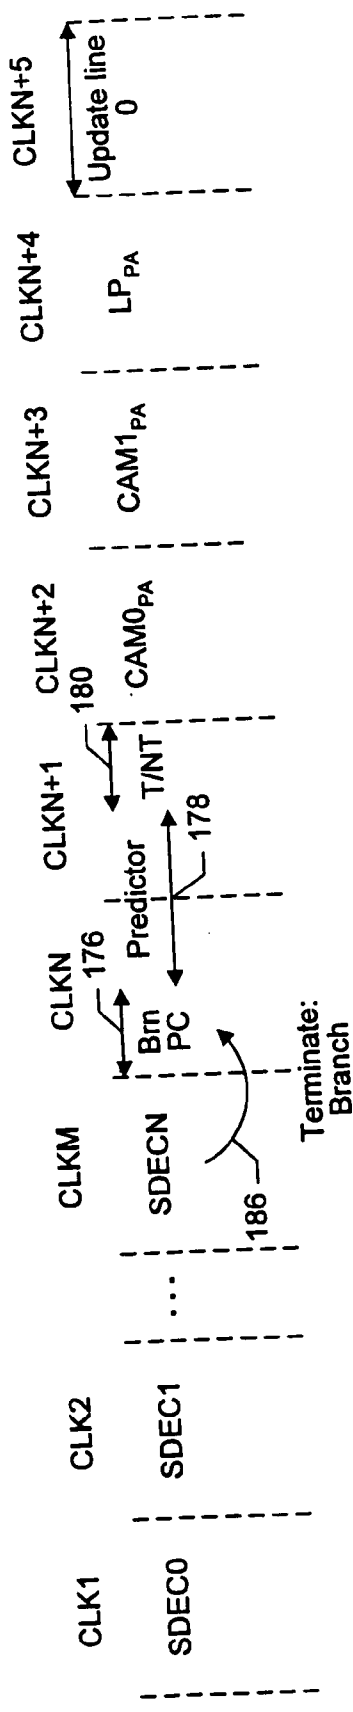 CLK1 CLK2 CLKM CLKN CLKN+1 CLKN+2 CLKN+3 CLKN+4 CLKN+5
176 180
SDEC0 SDEC1 ... SDECN Brn PC Predictor T/NT CAM0PA CAM1PA LPPA Update line 0
178
186
Terminate:
Branch